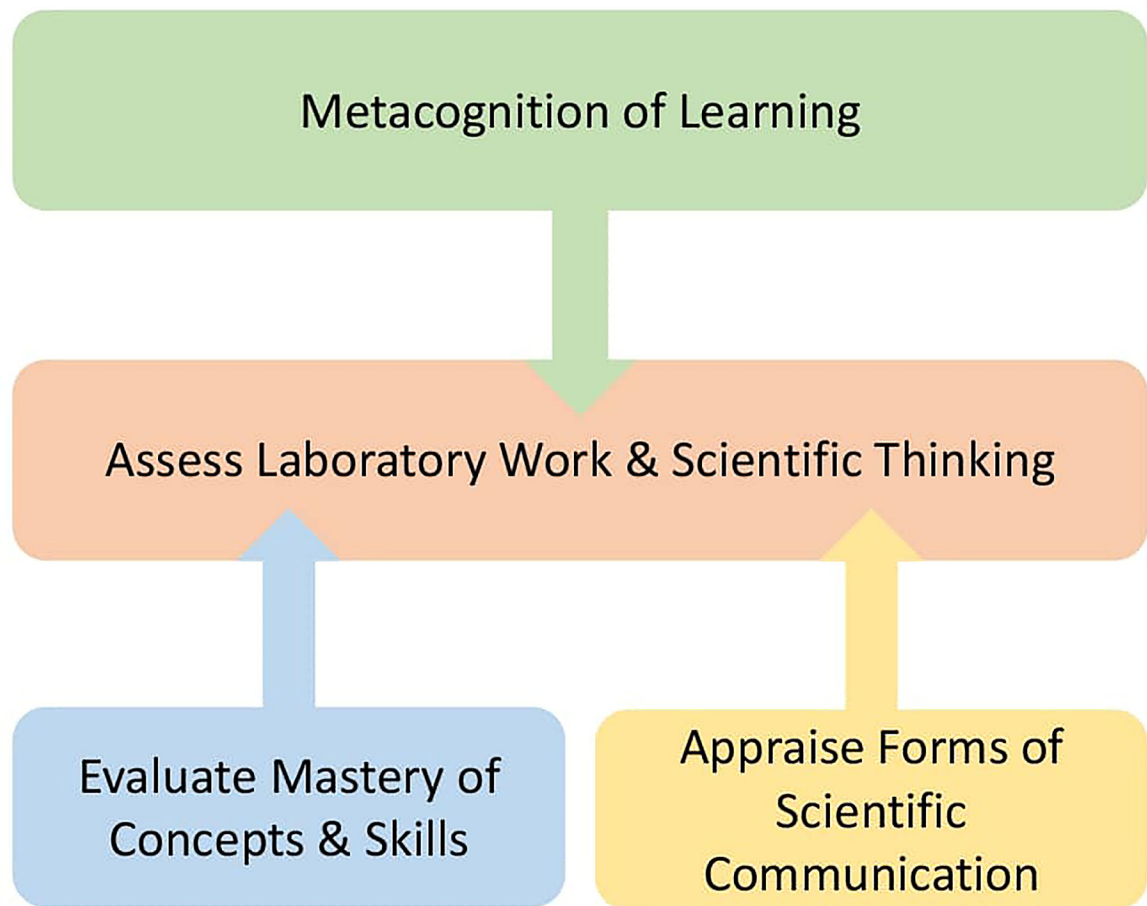 Metacognition of Learning
Assess Laboratory Work & Scientific Thinking
Evaluate Mastery of
Concepts & Skills
Appraise Forms of
Scientific
Communication